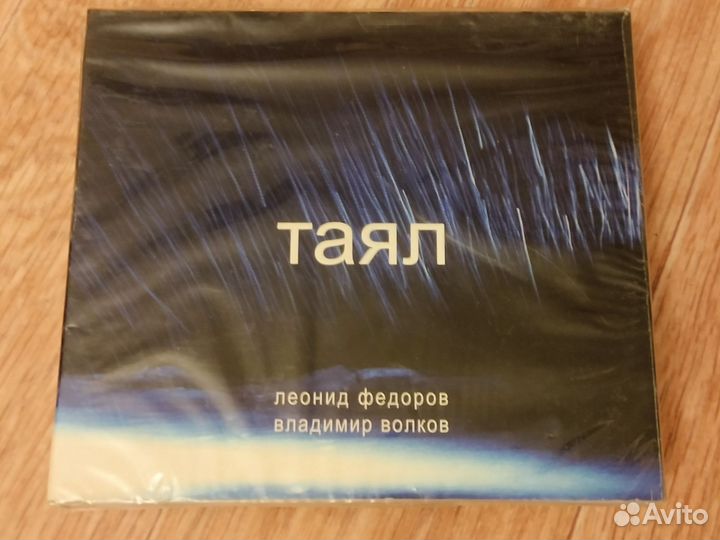 таял
леонид федоров
владимир волков
Avito